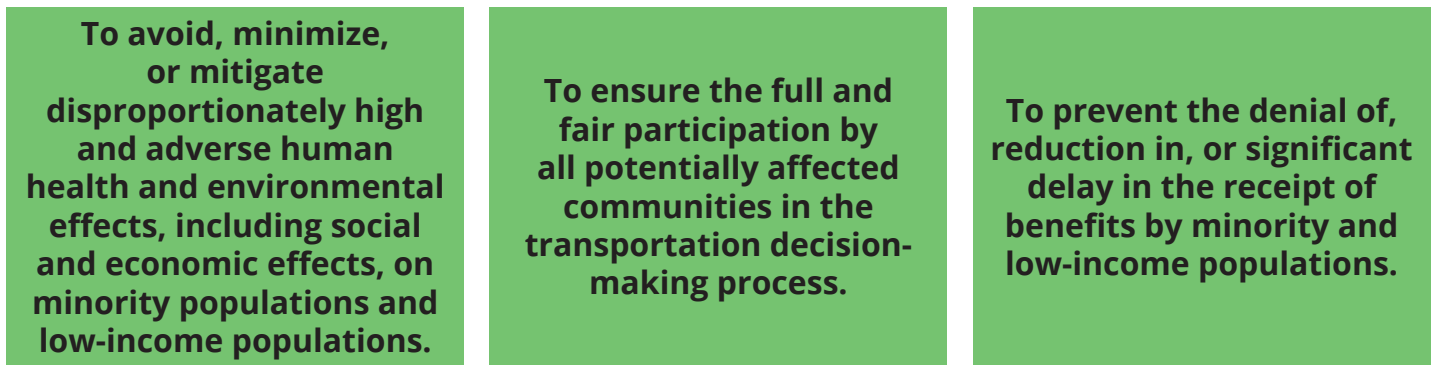 To avoid, minimize,
or mitigate
disproportionately high
and adverse human
health and environmental
effects, including social
and economic effects, on
minority populations and
low-income populations.
To ensure the full and
fair participation by
all potentially affected
communities in the
transportation decision-
making process.
To prevent the denial of,
reduction in, or significant
delay in the receipt of
benefits by minority and
low-income populations.